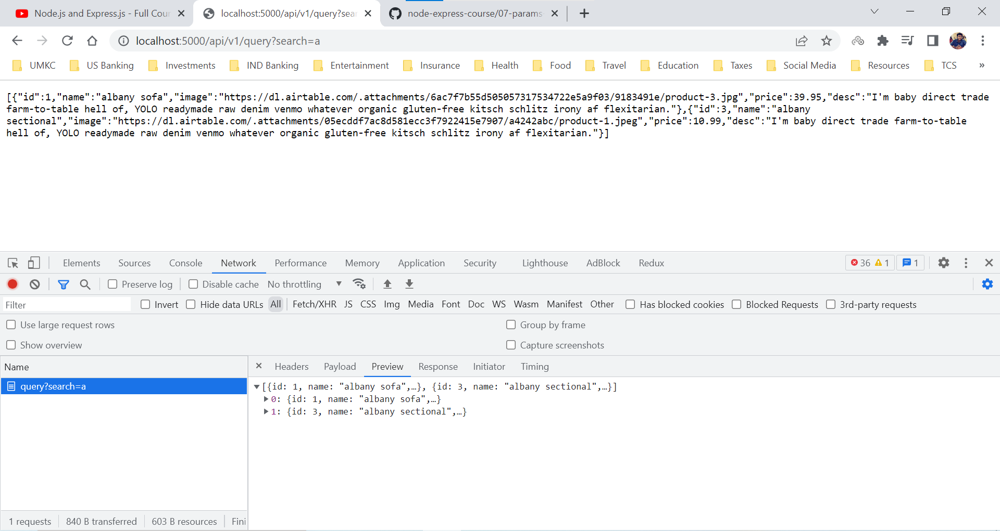 Node.js and Express.js - Full Cour
localhost:5000/api/v1/query?sear
node-express-course/07-params-
localhost:5000/api/v1/query?search=a
UMKC US Banking Investments IND Banking Entertainment Insurance Health Food Travel Education Taxes Social Media Resources TCS »
[{"id":1,"name":"albany sofa","image":"https://dl.airtable.com/.attachments/6ac7f7b55d505057317534722e5a9f03/9183491e/product-3.jpg","price":39.95,"desc":"I'm baby direct trade
farm-to-table hell of, YOLO readymade raw denim venmo whatever organic gluten-free kitsch schlitz irony af flexitarian."},{"id":3,"name":"albany
sectional","image":"https://dl.airtable.com/.attachments/05ecddf7ac8d581ecc3f7922415e7907/a4242abc/product-1.jpeg","price":10.99,"desc":"I'm baby direct trade farm-to-table
hell of, YOLO readymade raw denim venmo whatever organic gluten-free kitsch schlitz irony af flexitarian."}]
Elements Sources Console Network Performance Memory Application Security Lighthouse AdBlock Redux 36 1 1
Preserve log Disable cache No throttling
Filter Invert Hide data URLs All Fetch/XHR JS CSS Img Media Font Doc WS Wasm Manifest Other Has blocked cookies Blocked Requests 3rd-party requests
Use large request rows Group by frame
Show overview Capture screenshots
Name
Headers Payload Preview Response Initiator Timing
query?search=a
[{id: 1, name: "albany sofa",…}, {id: 3, name: "albany sectional",…}]
0: {id: 1, name: "albany sofa",…}
1: {id: 3, name: "albany sectional",…}
1 requests 840 B transferred 603 B resources Fini